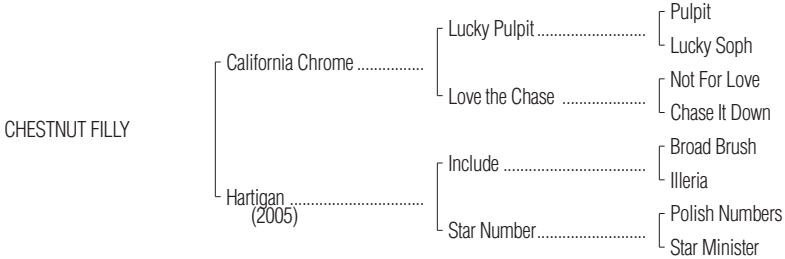 Pulpit
Lucky Pulpit ..........................
Lucky Soph
California Chrome ................
Not For Love
Love the Chase ....................
Chase It Down
CHESTNUT FILLY
Broad Brush
Include ..................................
Illeria
Hartigan ................................
(2005)
Polish Numbers
Star Number ..........................
Star Minister